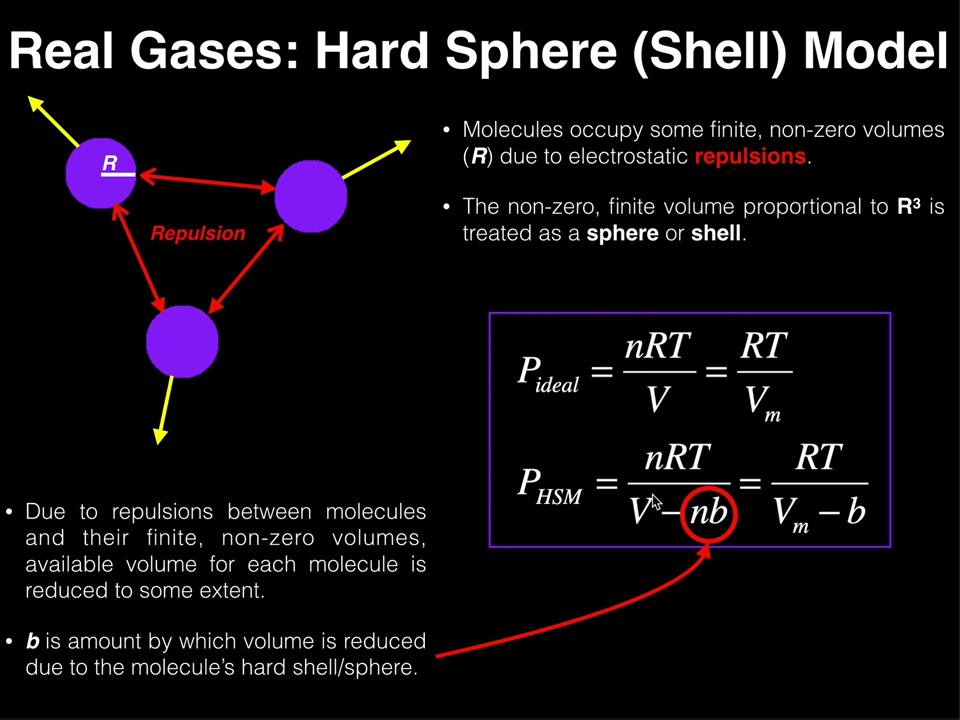 Real Gases: Hard Sphere (Shell) Model
R
Repulsion
• Molecules occupy some finite, non-zero volumes
(R) due to electrostatic repulsions.
• The non-zero, finite volume proportional to R³ is
treated as a sphere or shell.
P_ideal = nRT/V = RT/V_m
P_HSM = nRT/(V − nb) = RT/(V_m − b)
• Due to repulsions between molecules
and their finite, non-zero volumes,
available volume for each molecule is
reduced to some extent.
• b is amount by which volume is reduced
due to the molecule's hard shell/sphere.